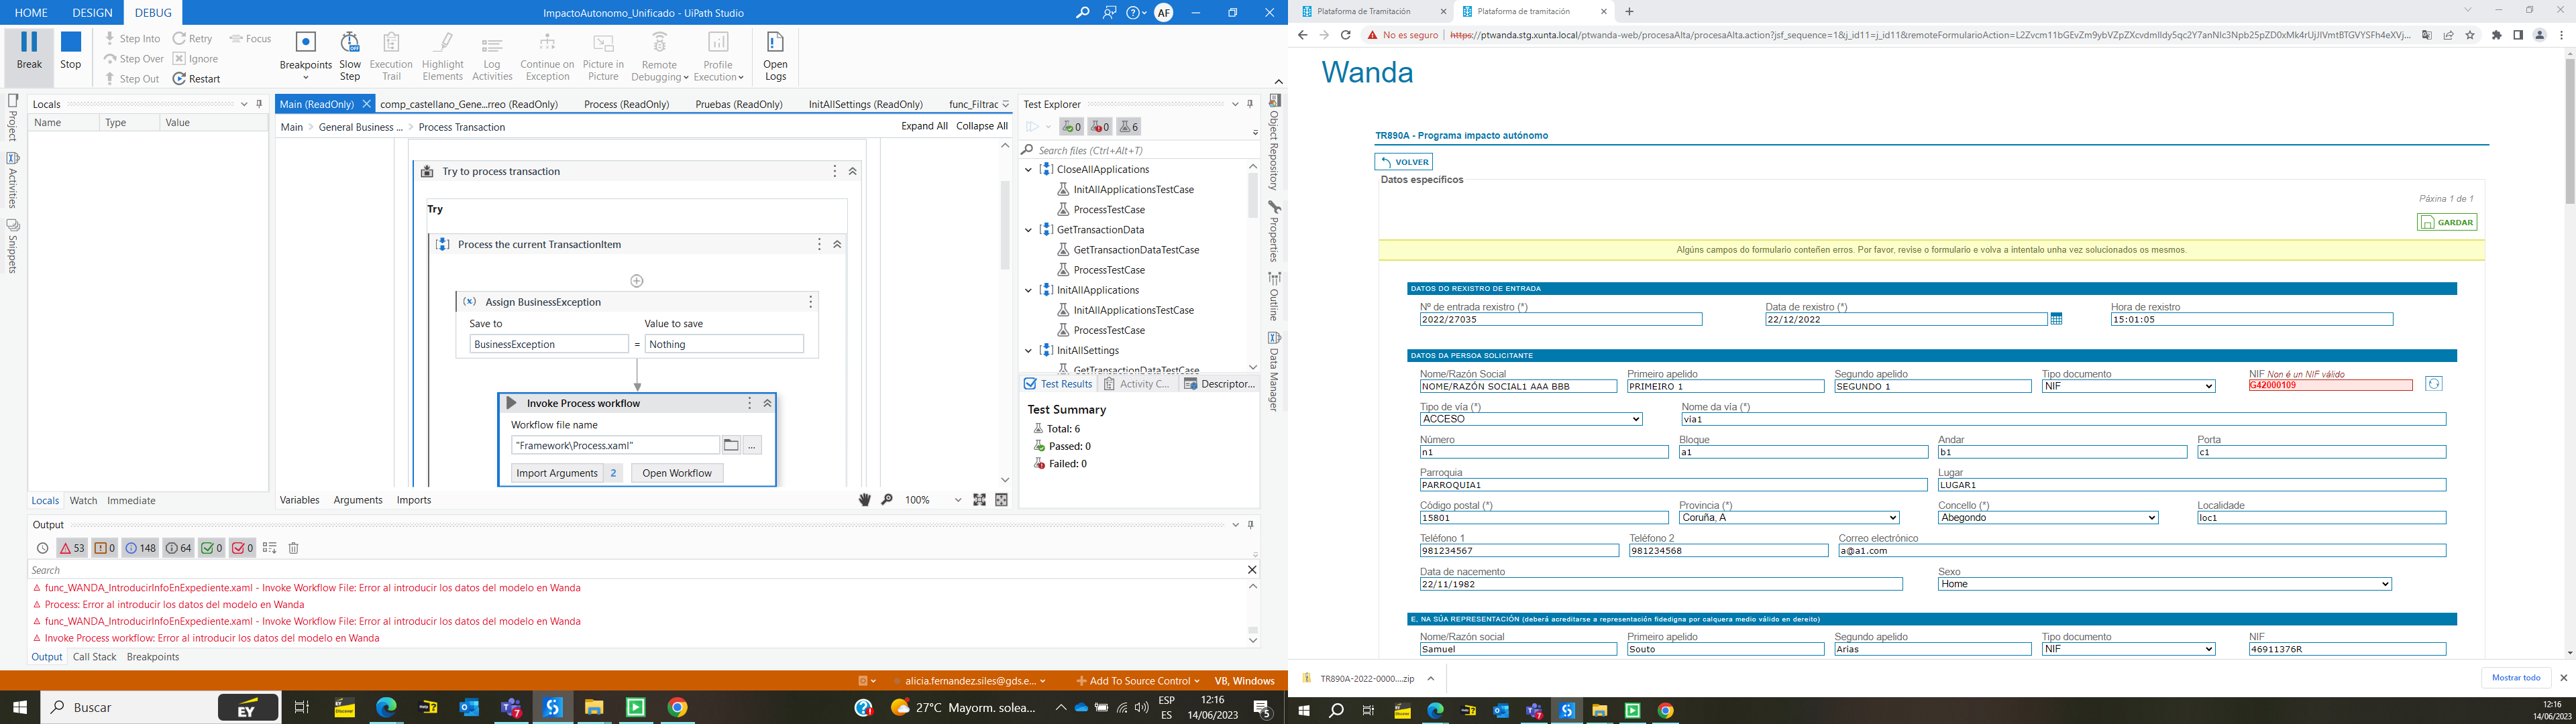 HOME DESIGN DEBUG ImpactoAutonomo_Unificado - UiPath Studio AF
Break Stop Step Into Step Over Step Out Retry Ignore Restart Focus
Breakpoints Slow Step Execution Trail Highlight Elements Log Activities Continue on Exception Picture in Picture Remote Debugging Profile Execution Open Logs
Project
Activities
Snippets
Locals
Name Type Value
Locals Watch Immediate
Main (ReadOnly) comp_castellano_Gene...rreo (ReadOnly) Process (ReadOnly) Pruebas (ReadOnly) InitAllSettings (ReadOnly) func_Filtrac
Main > General Business ... > Process Transaction Expand All Collapse All
Try to process transaction
Try
Process the current TransactionItem
Assign BusinessException
Save to Value to save
BusinessException = Nothing
Invoke Process workflow
Workflow file name
"Framework\Process.xaml" ...
Import Arguments 2 Open Workflow
Variables Arguments Imports 100%
Test Explorer
0 0 6
Search files (Ctrl+Alt+T)
CloseAllApplications
InitAllApplicationsTestCase
ProcessTestCase
GetTransactionData
GetTransactionDataTestCase
ProcessTestCase
InitAllApplications
InitAllApplicationsTestCase
ProcessTestCase
InitAllSettings
GetTransactionDataTestCase
Test Results Activity C... Descriptor...
Test Summary
Total: 6
Passed: 0
Failed: 0
Object Repository
Properties
Outline
Data Manager
Output
53 0 148 64 0 0
Search
func_WANDA_IntroducirInfoEnExpediente.xaml - Invoke Workflow File: Error al introducir los datos del modelo en Wanda
Process: Error al introducir los datos del modelo en Wanda
func_WANDA_IntroducirInfoEnExpediente.xaml - Invoke Workflow File: Error al introducir los datos del modelo en Wanda
Invoke Process workflow: Error al introducir los datos del modelo en Wanda
Output Call Stack Breakpoints
alicia.fernandez.siles@gds.e... Add To Source Control VB, Windows
Buscar EY 27°C Mayorm. solea... ESP ES 12:16 14/06/2023 5
Plataforma de Tramitación Plataforma de tramitación
No es seguro
Wanda
TR890A - Programa impacto autónomo
VOLVER
Datos específicos
Páxina 1 de 1
GARDAR
Algúns campos do formulario conteñen erros. Por favor, revise o formulario e volva a intentalo unha vez solucionados os mesmos.
DATOS DO REXISTRO DE ENTRADA
Nº de entrada rexistro (*) Data de rexistro (*) Hora de rexistro
2022/27035 22/12/2022 15:01:05
DATOS DA PERSOA SOLICITANTE
Nome/Razón Social Primeiro apelido Segundo apelido Tipo documento NIF Non é un NIF válido
NOME/RAZÓN SOCIAL1 AAA BBB PRIMEIRO 1 SEGUNDO 1 NIF G42000109
Tipo de vía (*) Nome da vía (*)
ACCESO via1
Número Bloque Andar Porta
n1 a1 b1 c1
Parroquia Lugar
PARROQUIA1 LUGAR1
Código postal (*) Provincia (*) Concello (*) Localidade
15801 Coruña, A Abegondo loc1
Teléfono 1 Teléfono 2 Correo electrónico
981234567 981234568 a@a1.com
Data de nacemento Sexo
22/11/1982 Home
E, NA SÚA REPRESENTACIÓN (deberá acreditarse a representación fidedigna por calquera medio válido en dereito)
Nome/Razón social Primeiro apelido Segundo apelido Tipo documento NIF
Samuel Souto Arias NIF 46911376R
TR890A-2022-0000....zip Mostrar todo
12:16
14/06/2023